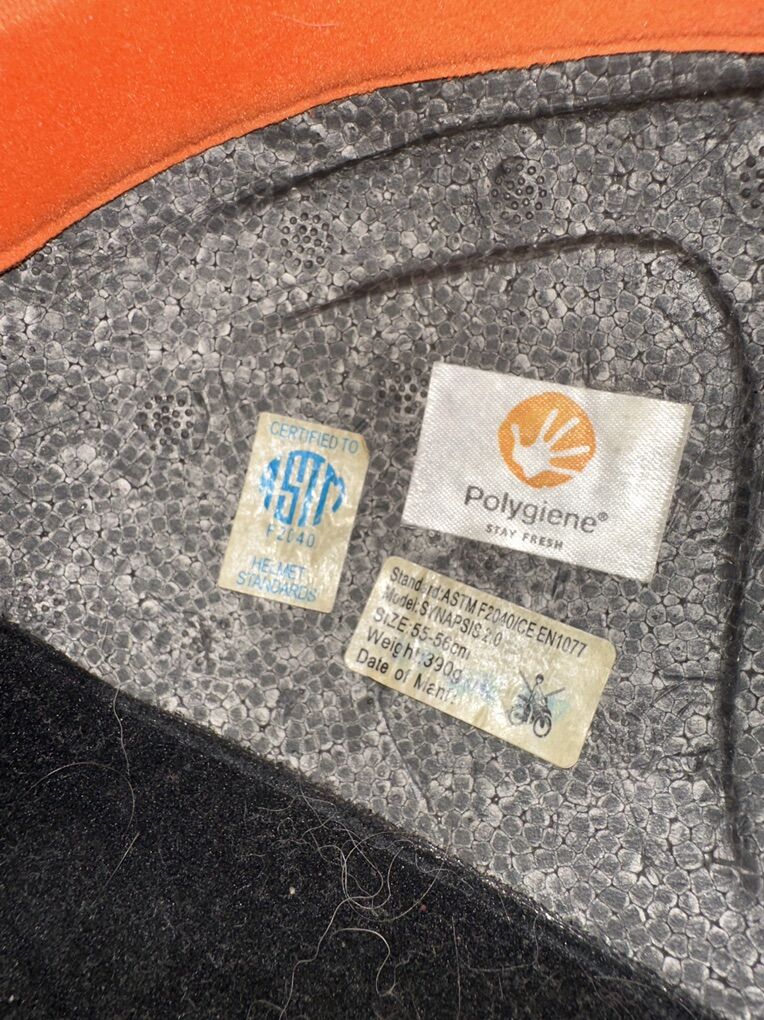 CERTIFIED TO
ASTM
F2040
HELMET
STANDARDS
Polygiene®
STAY FRESH
Standard:ASTM F2040/CE EN1077
Model:SYNAPSIS 2.0
SIZE:55-56cm
Weight:390g
Date of Manf: